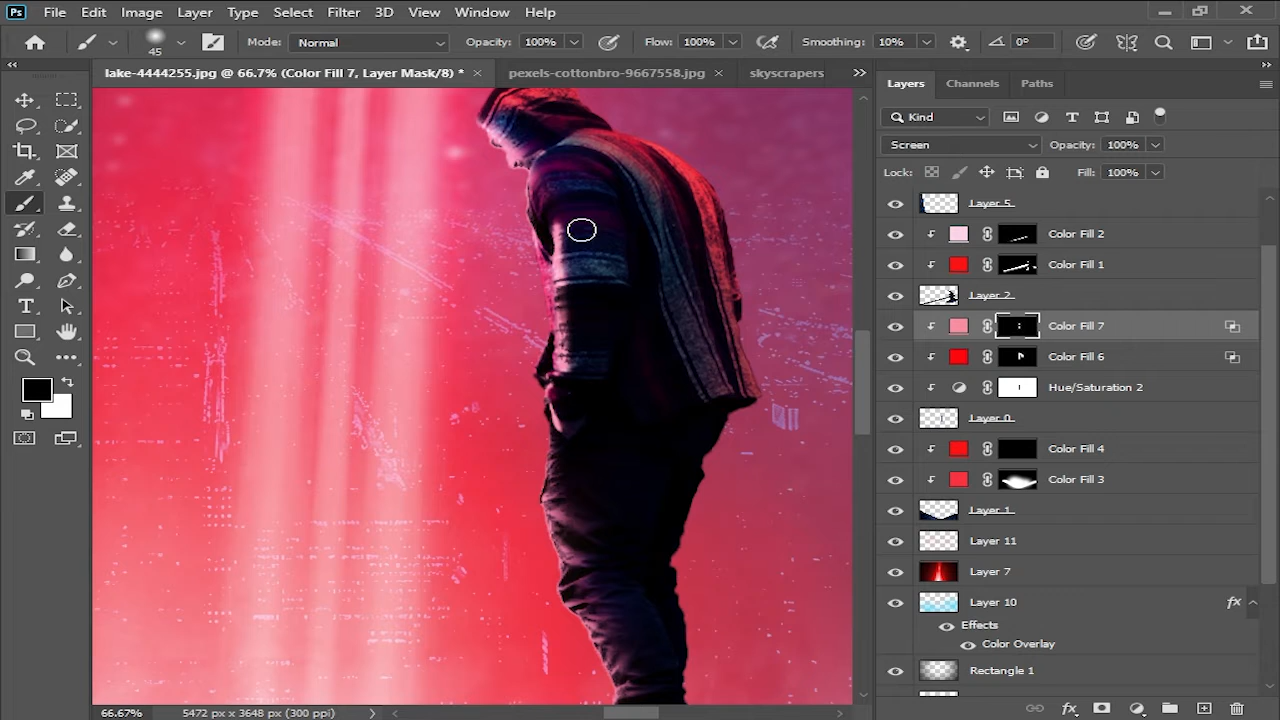 Ps File Edit Image Layer Type Select Filter 3D View Window Help
45 Mode: Normal Opacity: 100% Flow: 100% Smoothing: 10% 0°
lake-4444255.jpg @ 66.7% (Color Fill 7, Layer Mask/8) * × pexels-cottonbro-9667558.jpg × skyscrapers
Layers Channels Paths
Kind
Screen Opacity: 100%
Lock: Fill: 100%
Layer 5
Color Fill 2
Color Fill 1
Layer 2
Color Fill 7
Color Fill 6
Hue/Saturation 2
Layer 0
Color Fill 4
Color Fill 3
Layer 1
Layer 11
Layer 7
Layer 10 fx
Effects
Color Overlay
Rectangle 1
66.67% 5472 px x 3648 px (300 ppi)
fx